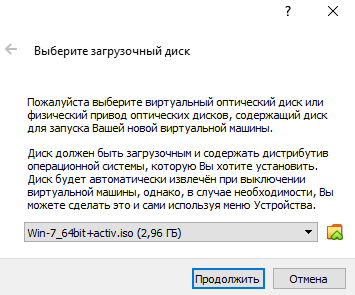 ?
Выберите загрузочный диск
Пожалуйста выберите виртуальный оптический диск или
физический привод оптических дисков, содержащий диск
для запуска Вашей новой виртуальной машины.
Диск должен быть загрузочным и содержать дистрибутив
операционной системы, которую Вы хотите установить.
Диск будет автоматически извлечён при выключении
виртуальной машины, однако, в случае необходимости, Вы
можете сделать это и сами используя меню Устройства.
Win-7_64bit+activ.iso (2,96 ГБ)
Продолжить Отмена